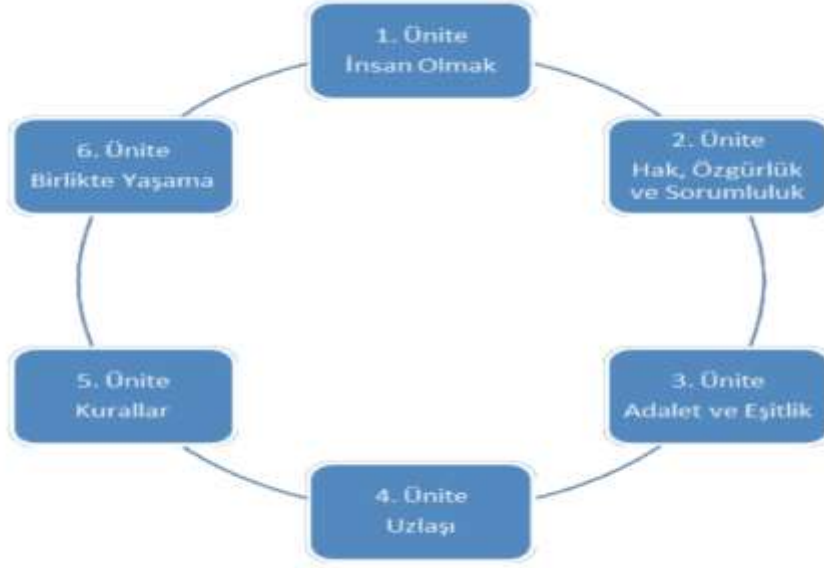 1. Ünite
İnsan Olmak
2. Ünite
Hak, Özgürlük
ve Sorumluluk
3. Ünite
Adalet ve Eşitlik
4. Ünite
Uzlaşı
5. Ünite
Kurallar
6. Ünite
Birlikte Yaşama